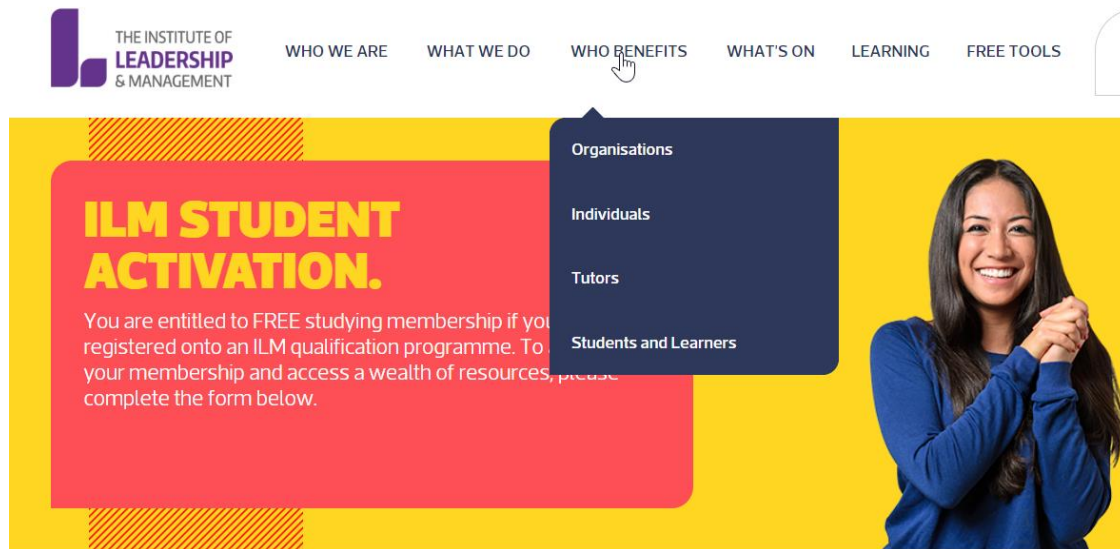 THE INSTITUTE OF
LEADERSHIP
& MANAGEMENT
WHO WE ARE
WHAT WE DO
WHO BENEFITS
WHAT'S ON
LEARNING
FREE TOOLS
Organisations
Individuals
Tutors
Students and Learners
ILM STUDENT
ACTIVATION.
You are entitled to FREE studying membership if you
registered onto an ILM qualification programme. To
your membership and access a wealth of resources, please
complete the form below.